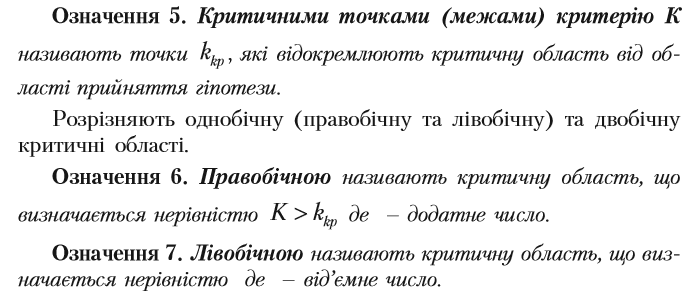 Означення 5. Критичними точками (межами) критерію K
називають точки k_кр, які відокремлюють критичну область від об-
ласті прийняття гіпотези.
Розрізняють однобічну (правобічну та лівобічну) та двобічну
критичні області.
Означення 6. Правобічною називають критичну область, що
визначається нерівністю K > k_кр де – додатне число.
Означення 7. Лівобічною називають критичну область, що виз-
начається нерівністю де – від’ємне число.